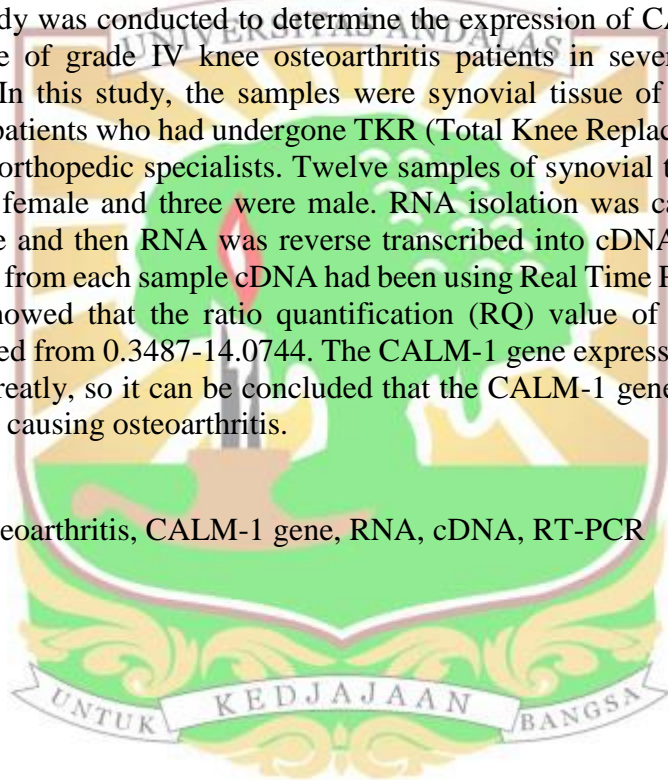 dy was conducted to determine the expression of CA
UNIVERSITAS ANDALAS
e of grade IV knee osteoarthritis patients in seve
In this study, the samples were synovial tissue of
patients who had undergone TKR (Total Knee Replac
orthopedic specialists. Twelve samples of synovial t
female and three were male. RNA isolation was ca
e and then RNA was reverse transcribed into cDNA
from each sample cDNA had been using Real Time
howed that the ratio quantification (RQ) value of
ed from 0.3487-14.0744. The CALM-1 gene express
reatly, so it can be concluded that the CALM-1 gene
causing osteoarthritis.
eoarthritis, CALM-1 gene, RNA, cDNA, RT-PCR
UNTUK KEDJAJAAN BANGSA